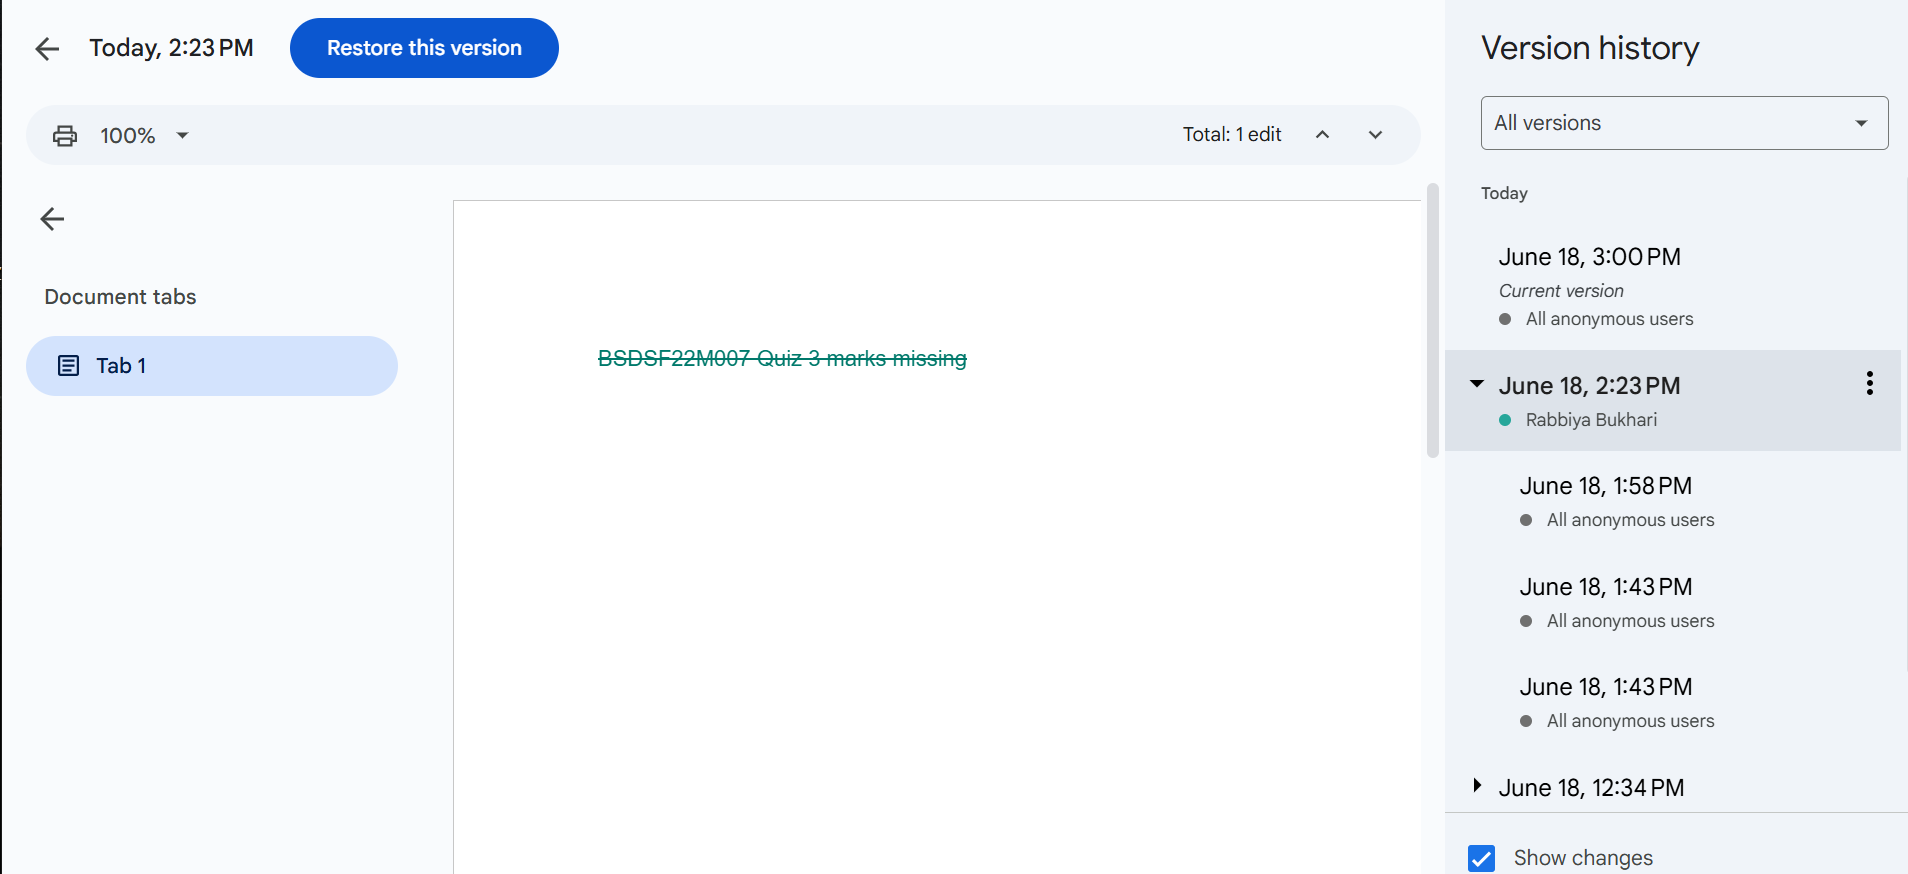 Today, 2:23 PM
Restore this version
100%
Total: 1 edit
Document tabs
Tab 1
BSDSF22M007 Quiz 3 marks missing
Version history
All versions
Today
June 18, 3:00 PM
Current version
All anonymous users
June 18, 2:23 PM
Rabbiya Bukhari
June 18, 1:58 PM
All anonymous users
June 18, 1:43 PM
All anonymous users
June 18, 1:43 PM
All anonymous users
June 18, 12:34 PM
Show changes